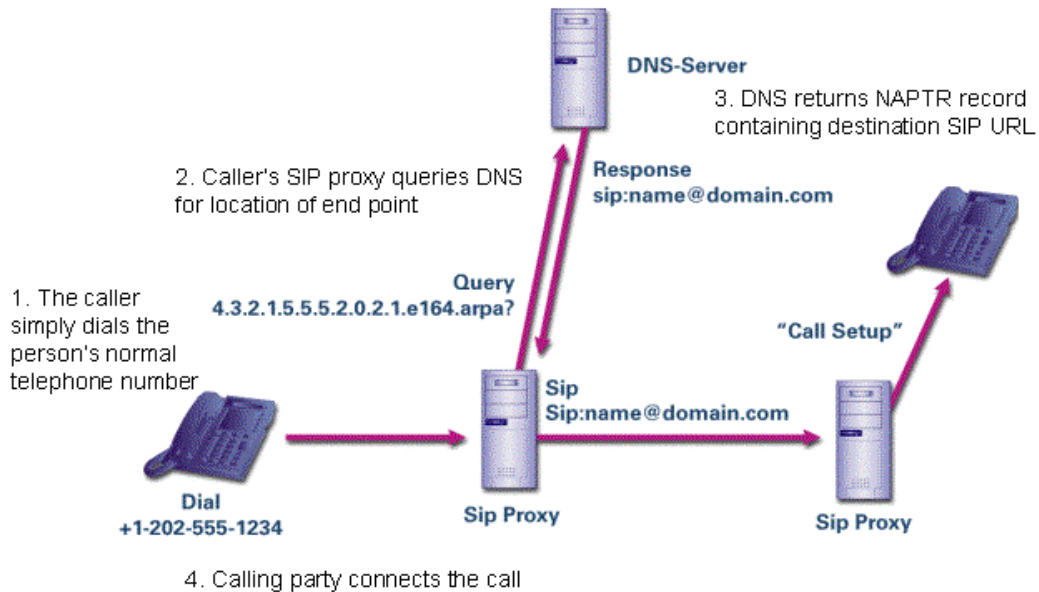 DNS-Server
3. DNS returns NAPTR record
containing destination SIP URL
2. Caller's SIP proxy queries DNS
for location of end point
Response
sip:name@domain.com
Query
4.3.2.1.5.5.5.2.0.2.1.e164.arpa?
1. The caller
simply dials the
person's normal
telephone number
"Call Setup"
Sip
Sip:name@domain.com
Dial
+1-202-555-1234
Sip Proxy
Sip Proxy
4. Calling party connects the call